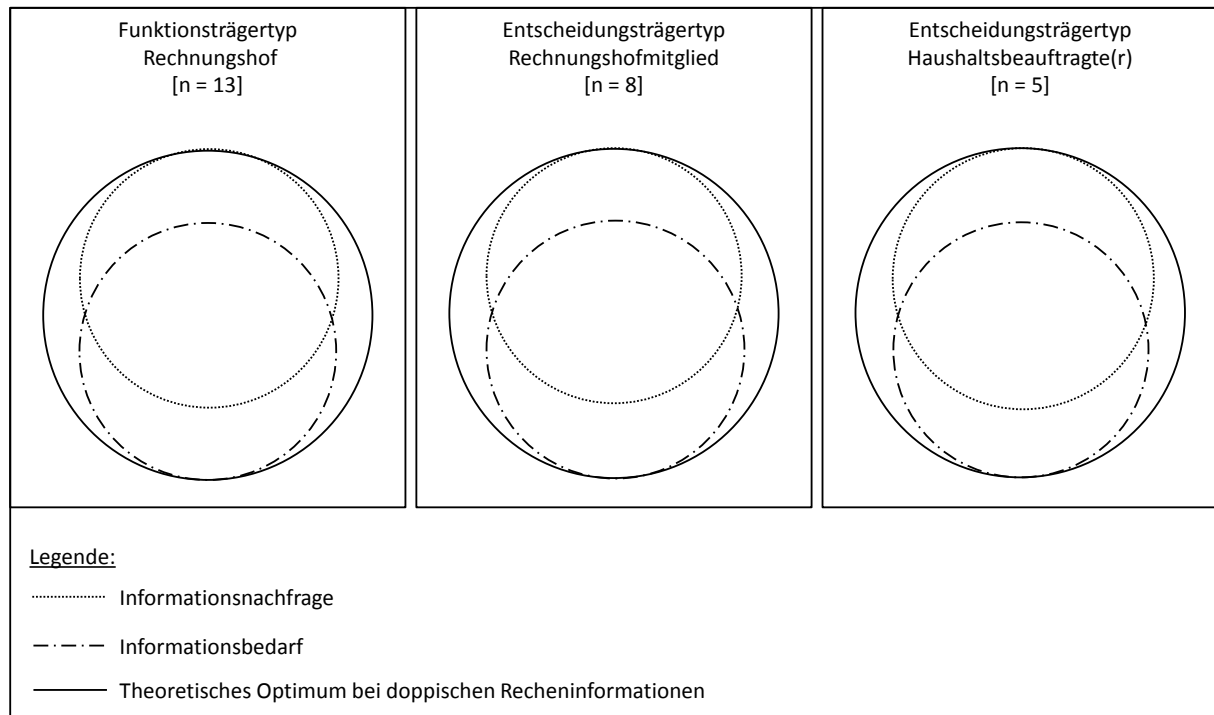 Funktionsträgertyp
Rechnungshof
[n = 13]
Entscheidungsträgertyp
Rechnungshofmitglied
[n = 8]
Entscheidungsträgertyp
Haushaltsbeauftragte(r)
[n = 5]
Legende:
Informationsnachfrage
Informationsbedarf
Theoretisches Optimum bei doppischen Recheninformationen